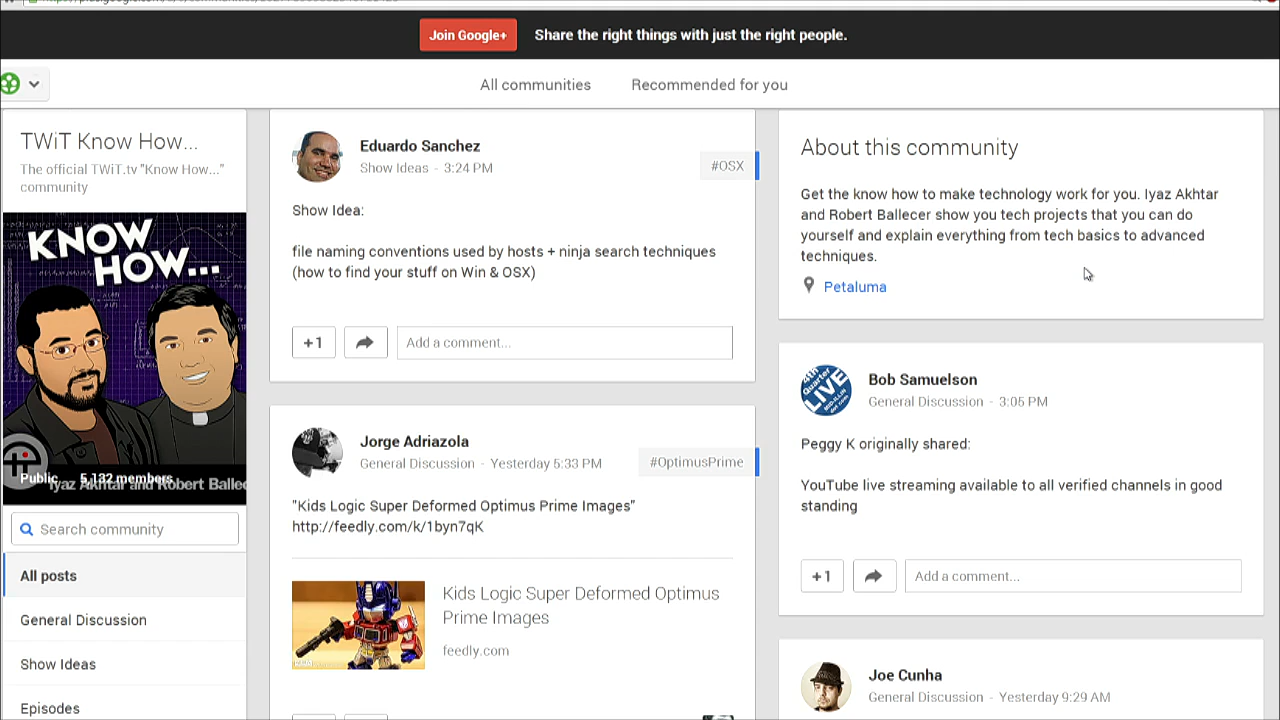 Join Google+
Share the right things with just the right people.
All communities
Recommended for you
TWiT Know How...
The official TWiT.tv "Know How..."
community
KNOW
HOW...
Public
5,132 members
Iyaz Akhtar and Robert Ballec
Search community
All posts
General Discussion
Show Ideas
Episodes
Eduardo Sanchez
Show Ideas - 3:24 PM
#OSX
Show Idea:
file naming conventions used by hosts + ninja search techniques
(how to find your stuff on Win & OSX)
+1
Add a comment...
Jorge Adriazola
General Discussion - Yesterday 5:33 PM
#OptimusPrime
"Kids Logic Super Deformed Optimus Prime Images"
http://feedly.com/k/1byn7qK
Kids Logic Super Deformed Optimus
Prime Images
feedly.com
About this community
Get the know how to make technology work for you. Iyaz Akhtar
and Robert Ballecer show you tech projects that you can do
yourself and explain everything from tech basics to advanced
techniques.
Petaluma
4th
Quarter
LIVE
Bob Samuelson
General Discussion - 3:05 PM
Peggy K originally shared:
YouTube live streaming available to all verified channels in good
standing
+1
Add a comment...
Joe Cunha
General Discussion - Yesterday 9:29 AM